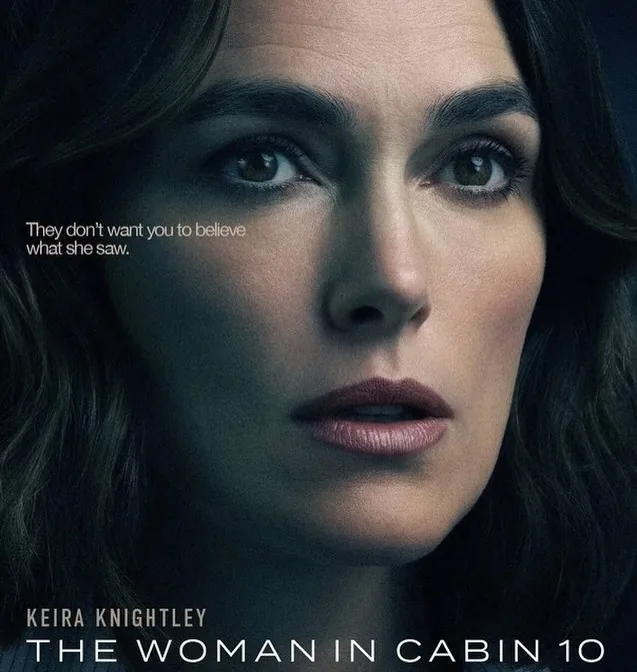 They don't want you to believe
what she saw.
KEIRA KNIGHTLEY
THE WOMAN IN CABIN 10